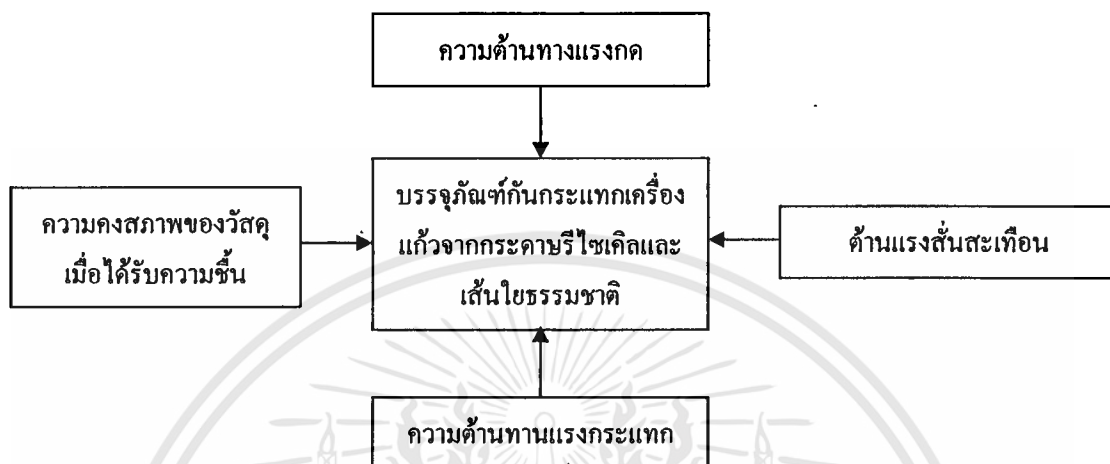 ความต้านทางแรงกด
บรรจุภัณฑ์กันกระแทกเครื่อง
แก้วจากกระดาษรีไซเคิลและ
เส้นใยธรรมชาติ
ความคงสภาพของวัสดุ
เมื่อได้รับความชื้น
ด้านแรงสั่นสะเทือน
ความต้านทานแรงกระแทก